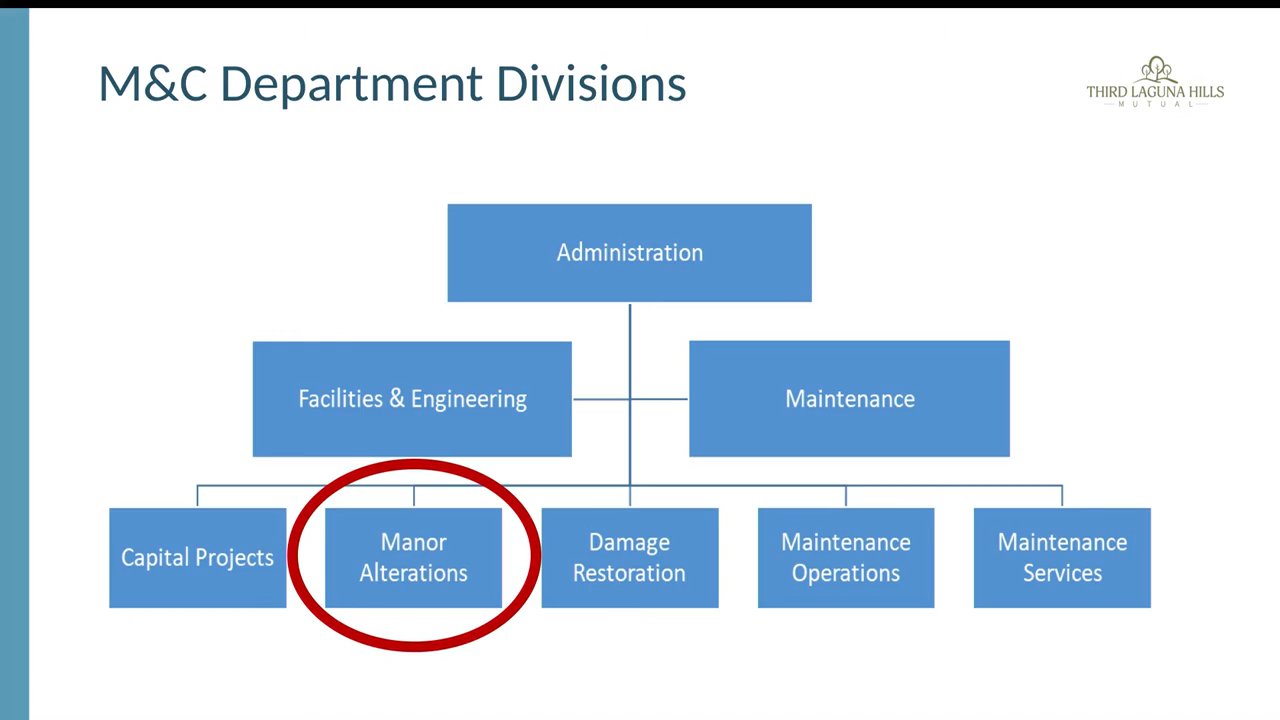 M&C Department Divisions
THIRD LAGUNA HILLS
MUTUAL
Administration
Facilities & Engineering
Maintenance
Capital Projects
Manor
Alterations
Damage
Restoration
Maintenance
Operations
Maintenance
Services